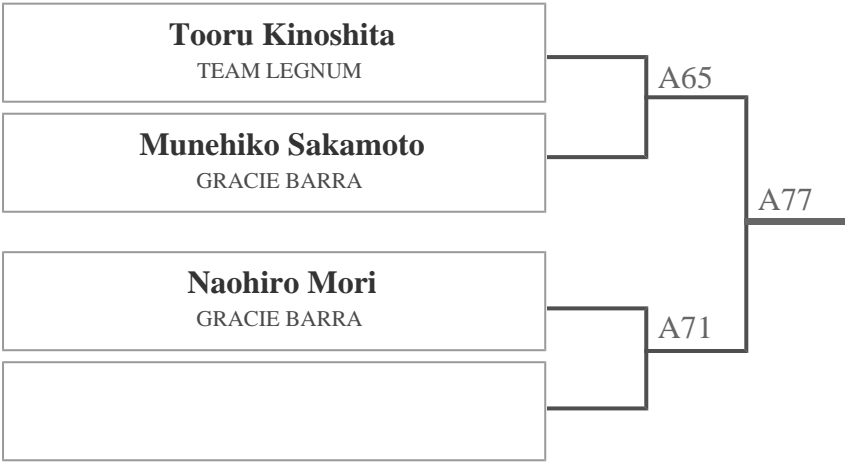 Tooru Kinoshita
TEAM LEGNUM
A65
Munehiko Sakamoto
GRACIE BARRA
A77
Naohiro Mori
GRACIE BARRA
A71